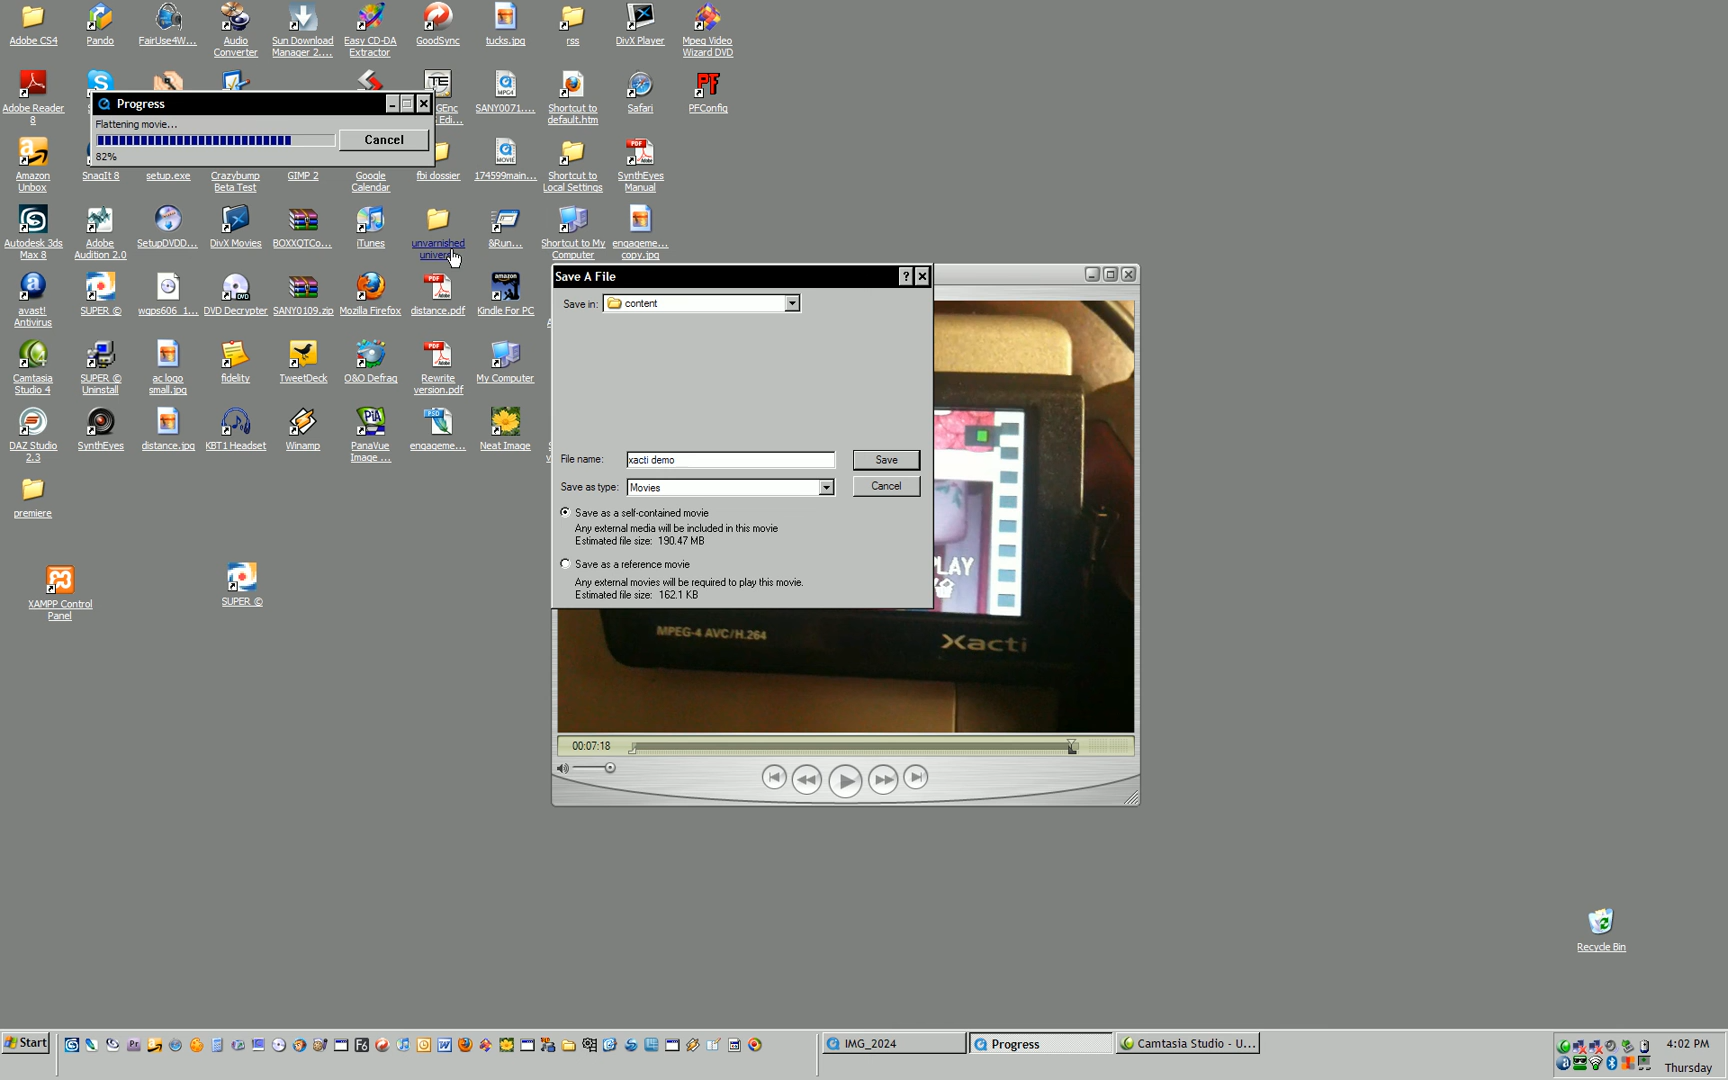 Adobe CS4
Pando
FairUse4W...
Audio
Converter
Sun Download
Manager 2....
Easy CD-DA
Extractor
GoodSync
tucks.jpg
rss
DivX Player
Mpeg Video
Wizard DVD
Adobe Reader
8
SANY0071....
Shortcut to
default.htm
Safari
PFConfig
Progress
Flattening movie...
Cancel
82%
Amazon
Unbox
SnagIt 8
setup.exe
Crazybump
Beta Test
GIMP 2
Google
Calendar
fbi dossier
174599main...
Shortcut to
Local Settings
SynthEyes
Manual
Autodesk 3ds
Max 8
Adobe
Audition 2.0
SetupDVDD...
DivX Movies
BOXXQTCo...
iTunes
unvarnished
&Run...
Shortcut to My
Computer
engageme...
copy.jpg
avast!
Antivirus
SUPER ©
wgps606_1...
DVD Decrypter
SANY0109.zip
Mozilla Firefox
distance.pdf
Kindle For PC
Camtasia
Studio 4
SUPER ©
Uninstall
ac logo
small.jpg
fidelity
TweetDeck
O&O Defrag
Rewrite
version.pdf
My Computer
DAZ Studio
2.3
SynthEyes
distance.jpg
KBT1 Headset
Winamp
PanaVue
Image ...
engageme...
Neat Image
premiere
XAMPP Control
Panel
SUPER ©
Save A File
Save in:
content
File name:
xacti demo
Save
Save as type:
Movies
Cancel
Save as a self-contained movie
Any external media will be included in this movie
Estimated file size: 190.47 MB
Save as a reference movie
Any external movies will be required to play this movie.
Estimated file size: 162.1 KB
MPEG-4 AVC/H.264
Xacti
00:07:18
Recycle Bin
Start
IMG_2024
Progress
Camtasia Studio - U...
4:02 PM
Thursday